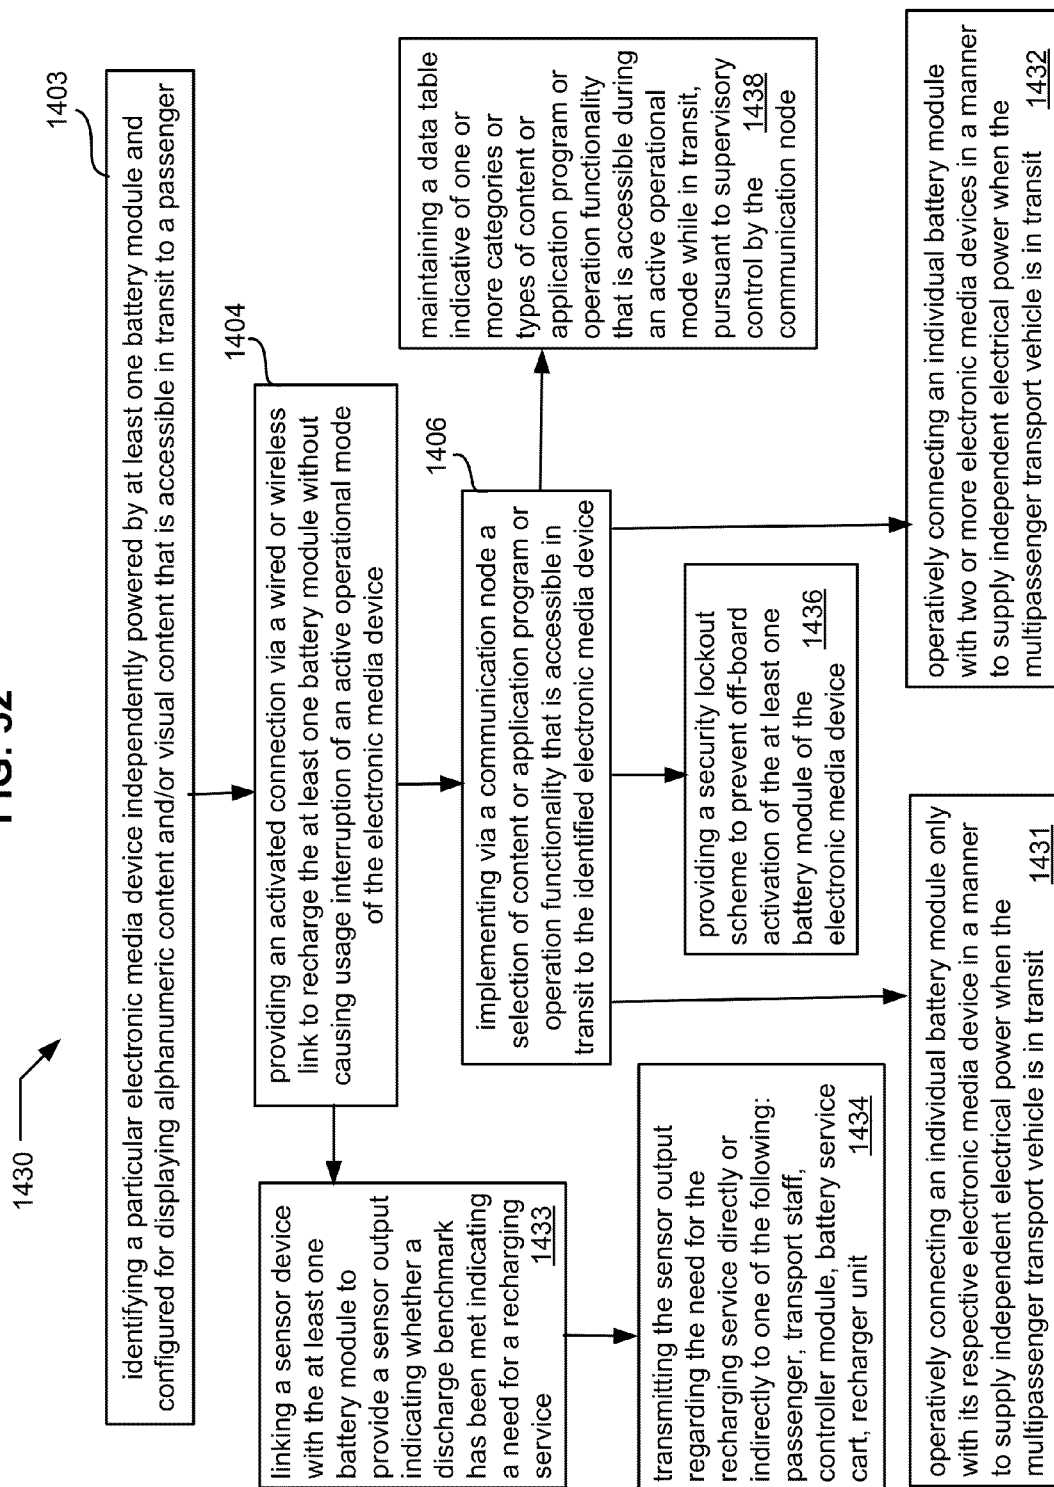 1430
1403
identifying a particular electronic media device independently powered by at least one battery module and
configured for displaying alphanumeric content and/or visual content that is accessible in transit to a passenger
1404
providing an activated connection via a wired or wireless
link to recharge the at least one battery module without
causing usage interruption of an active operational mode
of the electronic media device
linking a sensor device
with the at least one
battery module to
provide a sensor output
indicating whether a
discharge benchmark
has been met indicating
a need for a recharging
service 1433
1406
implementing via a communication node a
selection of content or application program or
operation functionality that is accessible in
transit to the identified electronic media device
maintaining a data table
indicative of one or
more categories or
types of content or
application program or
operation functionality
that is accessible during
an active operational
mode while in transit,
pursuant to supervisory
control by the 1438
communication node
transmitting the sensor output
regarding the need for the
recharging service directly or
indirectly to one of the following:
passenger, transport staff,
controller module, battery service
cart, recharger unit 1434
providing a security lockout
scheme to prevent off-board
activation of the at least one
battery module of the
electronic media device 1436
operatively connecting an individual battery module only
with its respective electronic media device in a manner
to supply independent electrical power when the
multipassenger transport vehicle is in transit 1431
operatively connecting an individual battery module
with two or more electronic media devices in a manner
to supply independent electrical power when the
multipassenger transport vehicle is in transit 1432